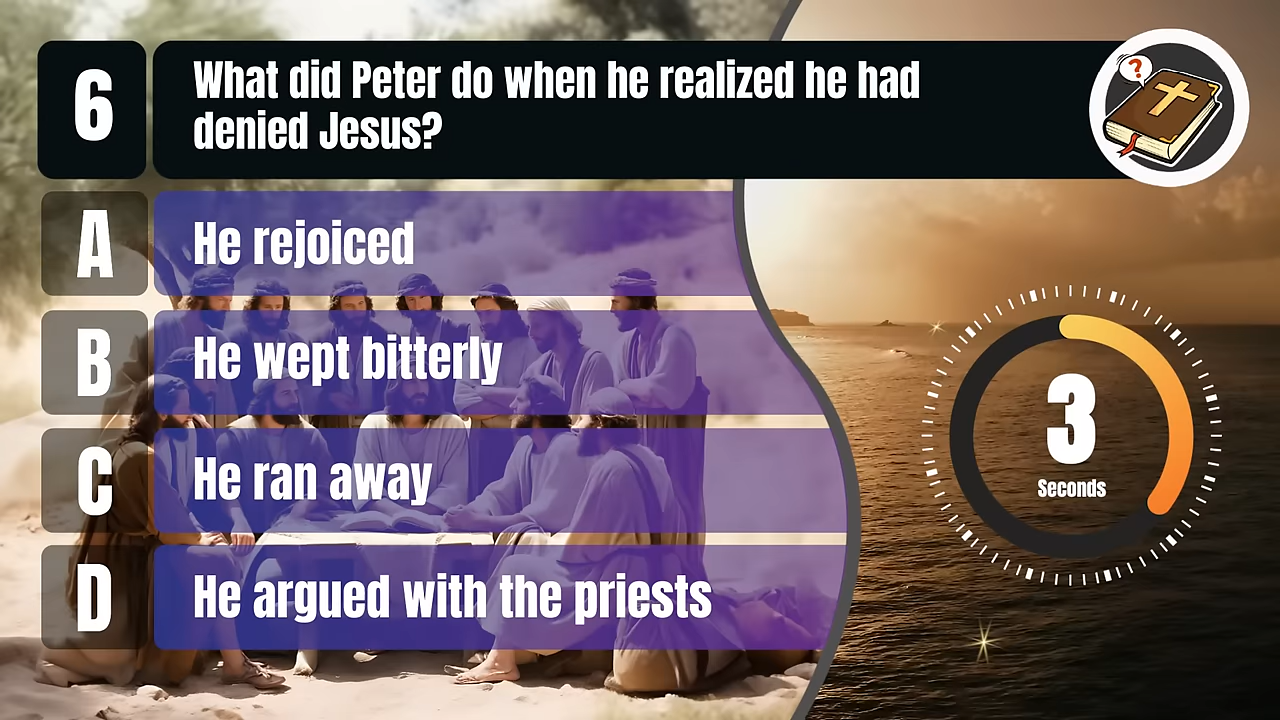 6
What did Peter do when he realized he had
denied Jesus?
?
A
He rejoiced
B
He wept bitterly
C
He ran away
D
He argued with the priests
3
Seconds